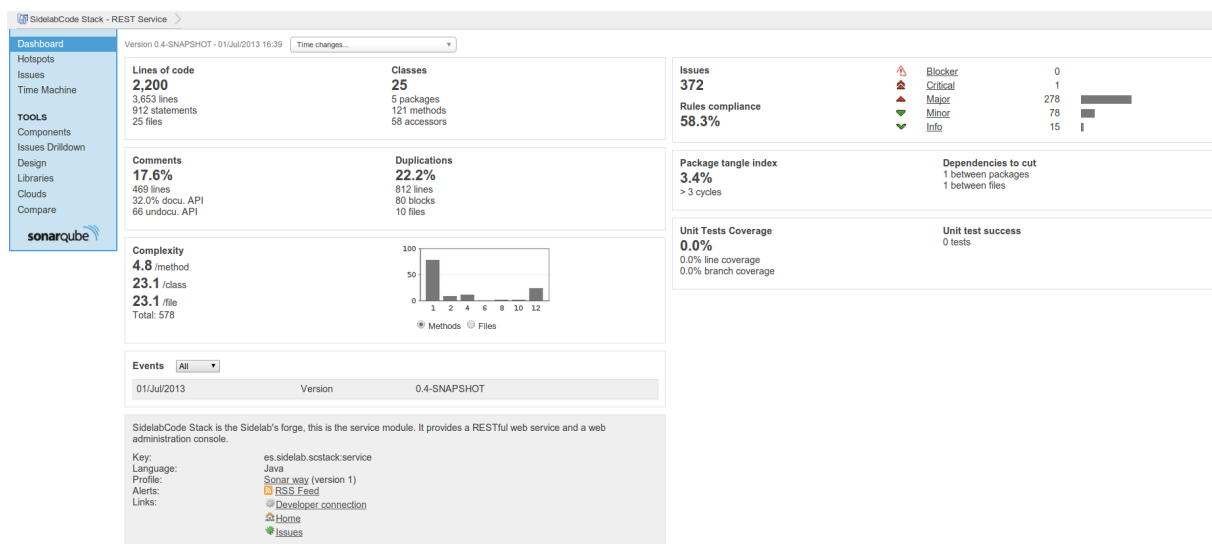 SidelabCode Stack - REST Service
Dashboard
Hotspots
Issues
Time Machine
TOOLS
Components
Issues Drilldown
Design
Libraries
Clouds
Compare
sonarqube
Version 0.4-SNAPSHOT - 01/Jul/2013 16:39 Time changes...
Lines of code
2,200
3,653 lines
912 statements
25 files
Classes
25
5 packages
121 methods
58 accessors
Comments
17.6%
469 lines
32.0% docu. API
66 undocu. API
Duplications
22.2%
812 lines
80 blocks
10 files
Complexity
4.8 /method
23.1 /class
23.1 /file
Total: 578
100
50
0
1 2 4 6 8 10 12
Methods Files
Events All
01/Jul/2013 Version 0.4-SNAPSHOT
SidelabCode Stack is the Sidelab's forge, this is the service module. It provides a RESTful web service and a web
administration console.
Key: es.sidelab.scstack:service
Language: Java
Profile: Sonar way (version 1)
Alerts: RSS Feed
Links: Developer connection
Home
Issues
Issues
372
Rules compliance
58.3%
Blocker 0
Critical 1
Major 278
Minor 78
Info 15
Package tangle index
3.4%
> 3 cycles
Dependencies to cut
1 between packages
1 between files
Unit Tests Coverage
0.0%
0.0% line coverage
0.0% branch coverage
Unit test success
0 tests